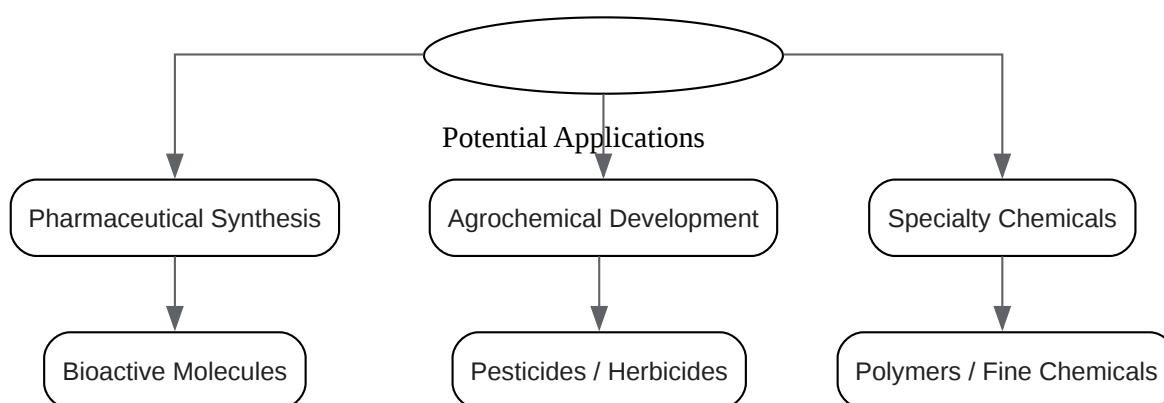 Potential Applications
Pharmaceutical Synthesis
Agrochemical Development
Specialty Chemicals
Bioactive Molecules
Pesticides / Herbicides
Polymers / Fine Chemicals